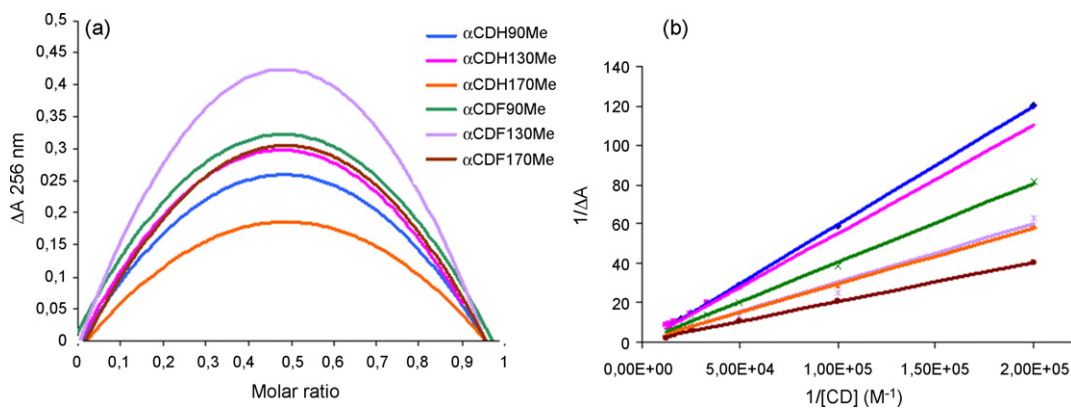 (a)
0,5
0,45
0,4
0,35
0,3
0,25
0,2
0,15
0,1
0,05
0
ΔA 256 nm
0
0,1
0,2
0,3
0,4
0,5
0,6
0,7
0,8
0,9
1
Molar ratio
αCDH90Me
αCDH130Me
αCDH170Me
αCDF90Me
αCDF130Me
αCDF170Me
(b)
140
120
100
80
60
40
20
0
1/ΔA
0,00E+00
5,00E+04
1,00E+05
1,50E+05
2,00E+05
1/[CD] (M⁻¹)